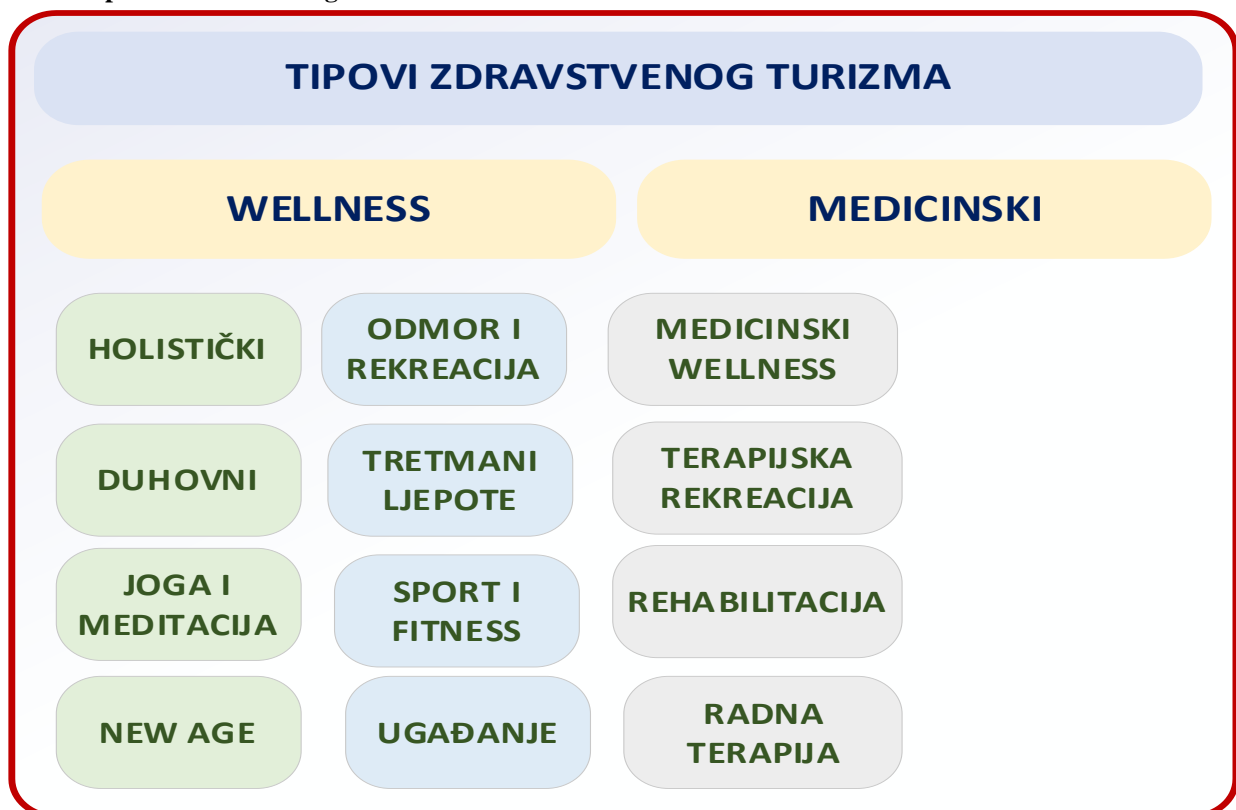 TIPOVI ZDRAVSTVENOG TURIZMA
WELLNESS
MEDICINSKI
HOLISTIČKI
ODMOR I
REKREACIJA
MEDICINSKI
WELLNESS
DUHOVNI
TRETMANI
LJEPOTE
TERAPIJSKA
REKREACIJA
JOGA I
MEDITACIJA
SPORT I
FITNESS
REHABILITACIJA
NEW AGE
UGAĐANJE
RADNA
TERAPIJA